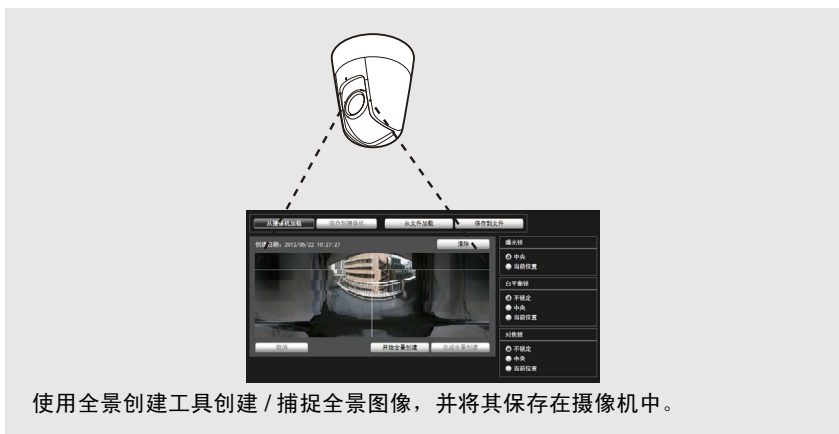 从摄像机加载 保存到摄像机 从文件加载 保存到文件
创建日期: 2012/05/22 10:27:27 清除
曝光锁
中央
当前位置
白平衡锁
不锁定
中央
当前位置
对焦锁
不锁定
中央
当前位置
取消 开始全景创建 完成全景创建
使用全景创建工具创建 / 捕捉全景图像，并将其保存在摄像机中。